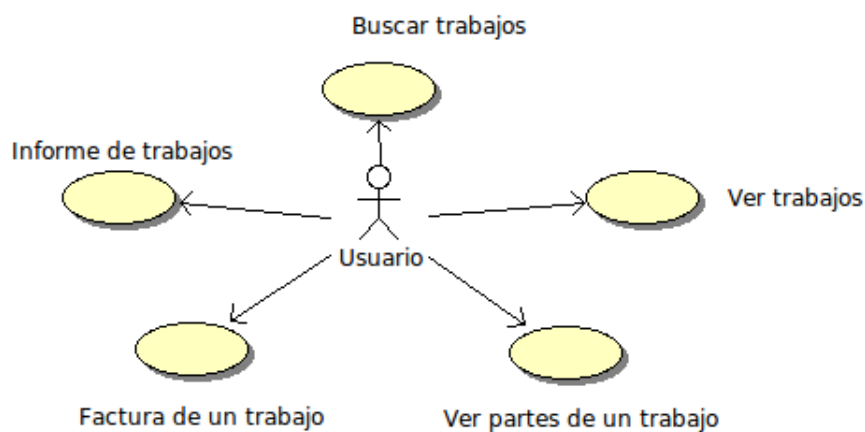 Buscar trabajos
Informe de trabajos
Ver trabajos
Usuario
Factura de un trabajo
Ver partes de un trabajo